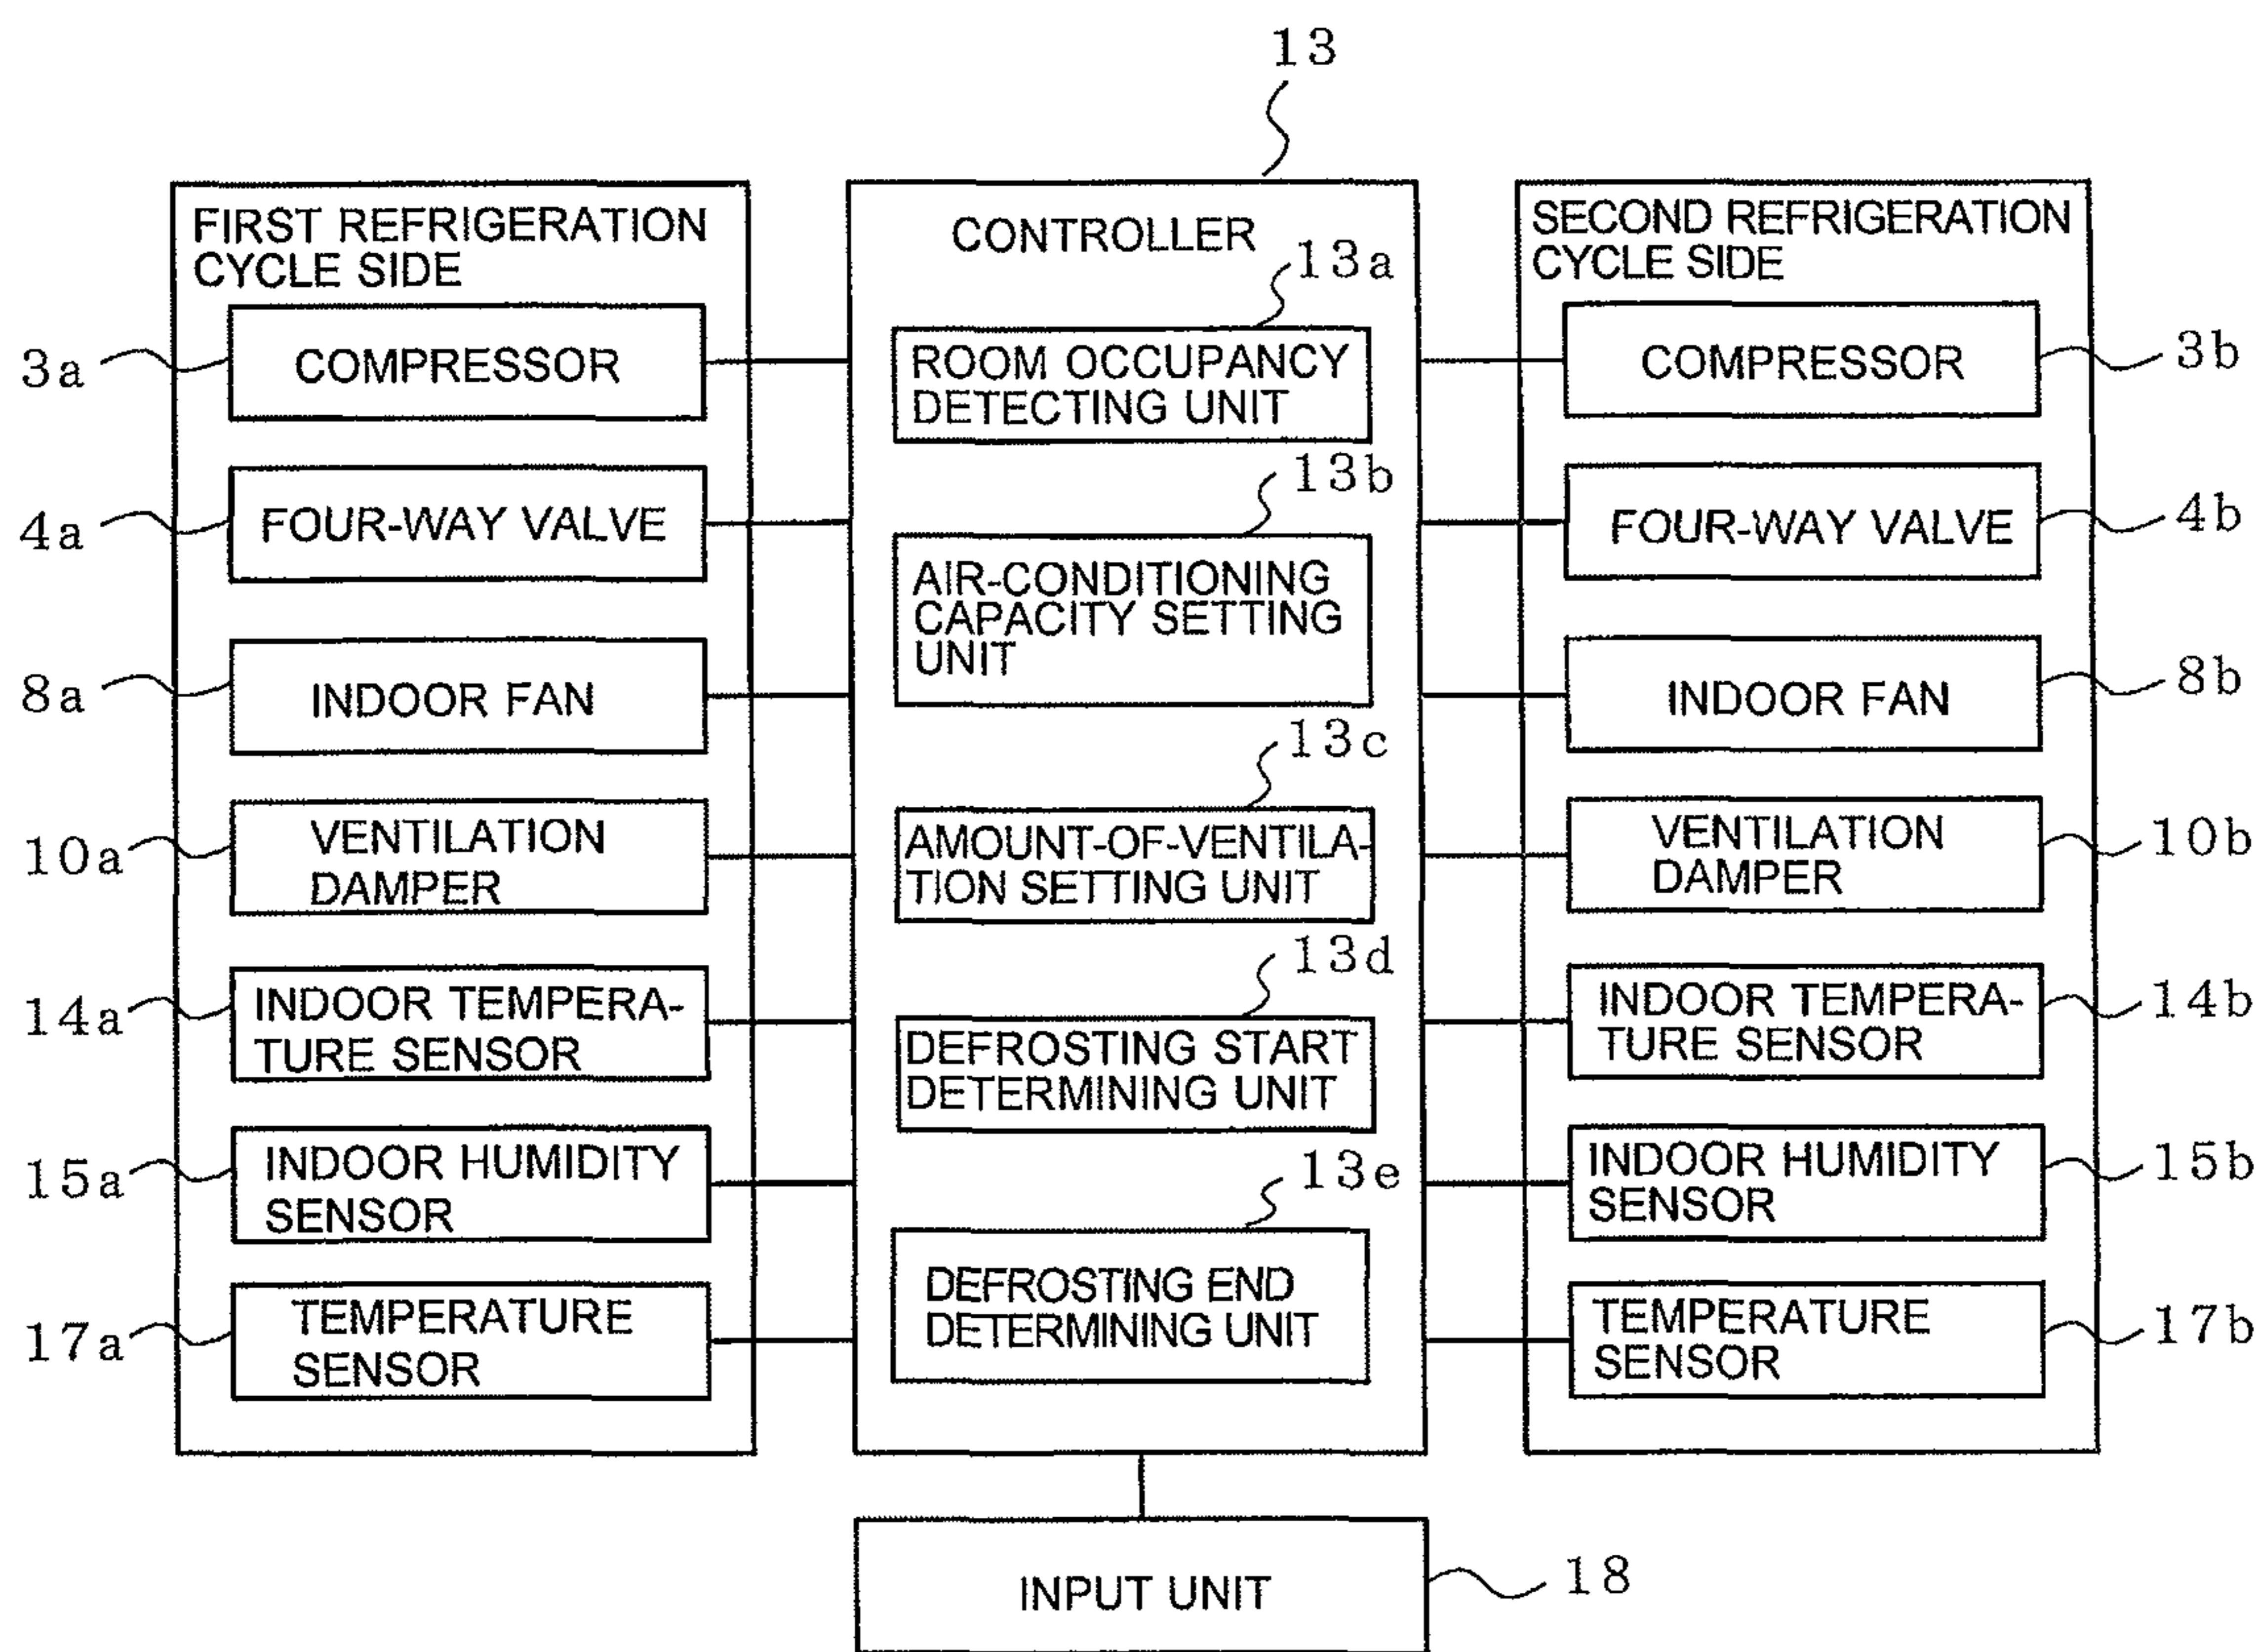 13
FIRST REFRIGERATION
CYCLE SIDE
3a
COMPRESSOR
4a
FOUR-WAY VALVE
8a
INDOOR FAN
10a
VENTILATION
DAMPER
14a
INDOOR TEMPERA-
TURE SENSOR
15a
INDOOR HUMIDITY
SENSOR
17a
TEMPERATURE
SENSOR
CONTROLLER
13a
ROOM OCCUPANCY
DETECTING UNIT
13b
AIR-CONDITIONING
CAPACITY SETTING
UNIT
13c
AMOUNT-OF-VENTILA-
TION SETTING UNIT
13d
DEFROSTING START
DETERMINING UNIT
13e
DEFROSTING END
DETERMINING UNIT
SECOND REFRIGERATION
CYCLE SIDE
COMPRESSOR
3b
FOUR-WAY VALVE
4b
INDOOR FAN
8b
VENTILATION
DAMPER
10b
INDOOR TEMPERA-
TURE SENSOR
14b
INDOOR HUMIDITY
SENSOR
15b
TEMPERATURE
SENSOR
17b
INPUT UNIT
18